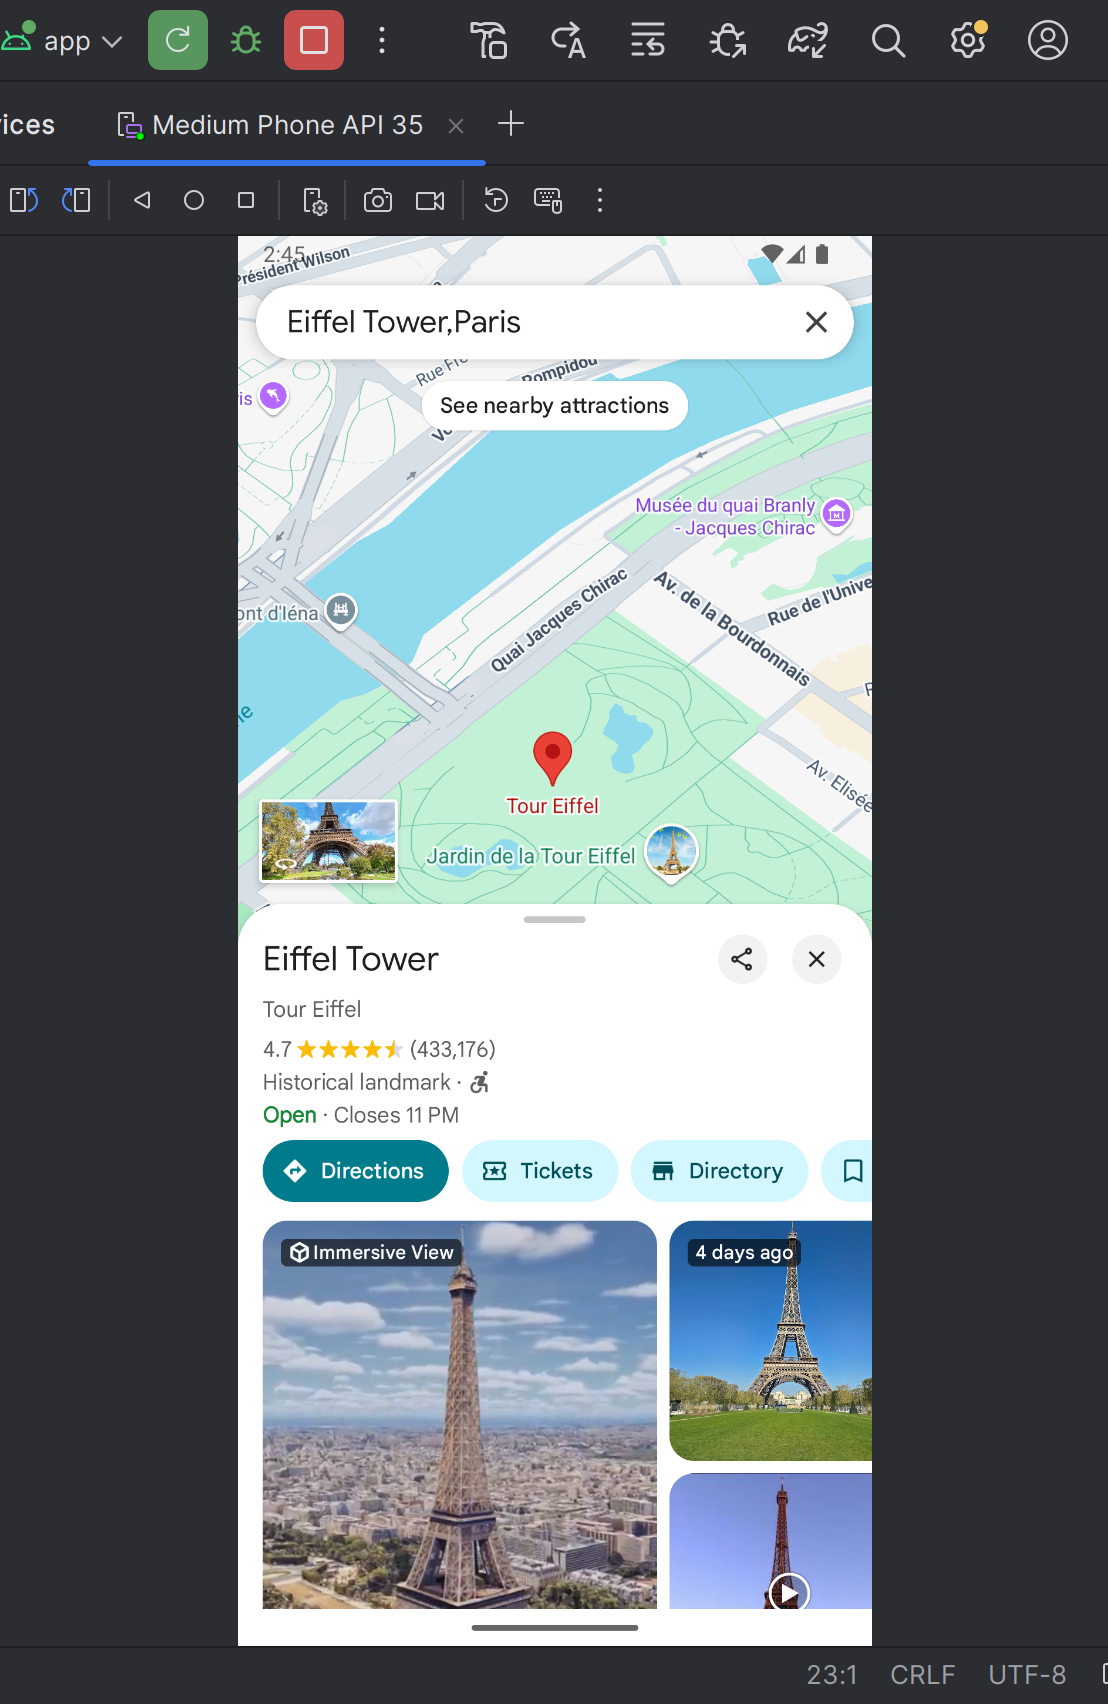 app
ices
Medium Phone API 35
2:45
Président Wilson
Eiffel Tower,Paris
Rue Fr
Pompidou
is
See nearby attractions
Vo
Musée du quai Branly
- Jacques Chirac
Quai Jacques Chirac
Av. de la Bourdonnais
Rue de l'Unive
ont d'Iéna
Av. Elisée
Tour Eiffel
Jardin de la Tour Eiffel
Eiffel Tower
Tour Eiffel
4.7 (433,176)
Historical landmark ·
Open · Closes 11 PM
Directions
Tickets
Directory
Immersive View
4 days ago
23:1 CRLF UTF-8